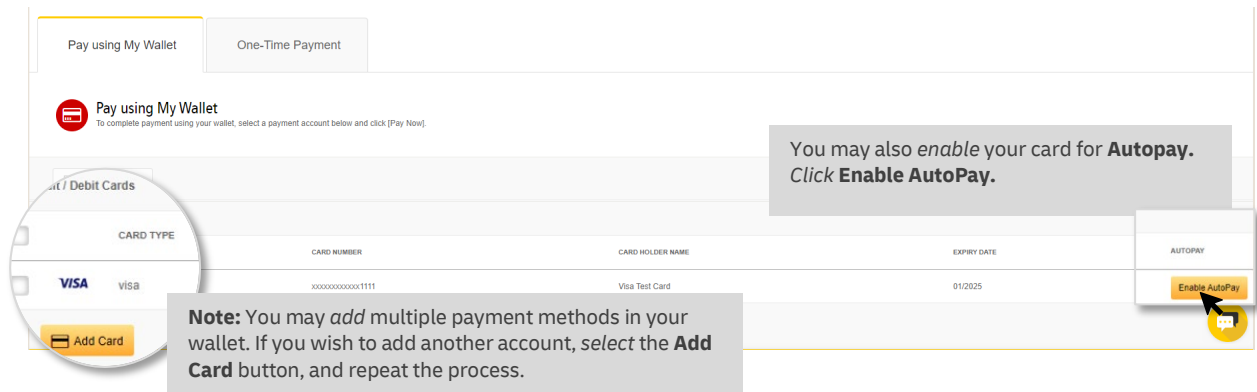 Pay using My Wallet
One-Time Payment
Pay using My Wallet
To complete payment using your wallet, select a payment account below and click [Pay Now].
You may also enable your card for Autopay.
Click Enable AutoPay.
/ Debit Cards
CARD TYPE
CARD NUMBER
CARD HOLDER NAME
EXPIRY DATE
AUTOPAY
VISA
visa
xxxxxxxxxxxx1111
Visa Test Card
01/2025
Enable AutoPay
Add Card
Note: You may add multiple payment methods in your
wallet. If you wish to add another account, select the Add
Card button, and repeat the process.